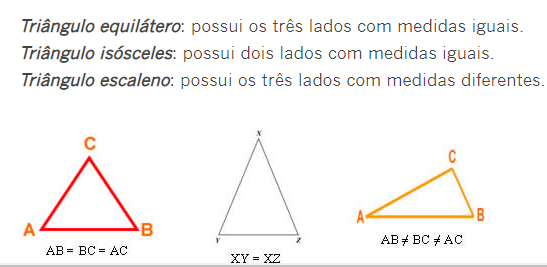 Triângulo equilátero: possui os três lados com medidas iguais.
Triângulo isósceles: possui dois lados com medidas iguais.
Triângulo escaleno: possui os três lados com medidas diferentes.
C
A
B
AB = BC = AC
X
Y
Z
XY = XZ
C
A
B
AB ≠ BC ≠ AC